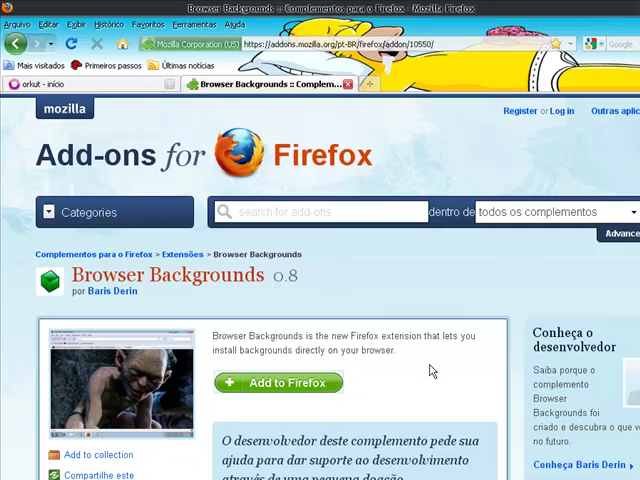 Browser Backgrounds :: Complementos para o Firefox - Mozilla Firefox
Arquivo Editar Exibir Histórico Favoritos Ferramentas Ajuda
Mozilla Corporation (US) https://addons.mozilla.org/pt-BR/firefox/addon/10550/ Google
Mais visitados Primeiros passos Últimas notícias
orkut - início Browser Backgrounds :: Complem...
mozilla
Register or Log in Outras aplic
Add-ons for Firefox
Categories search for add-ons dentro de todos os complementos
Advance
Complementos para o Firefox > Extensões > Browser Backgrounds
Browser Backgrounds 0.8
por Baris Derin
Browser Backgrounds is the new Firefox extension that lets you
install backgrounds directly on your browser.
Add to Firefox
Add to collection
Compartilhe este
O desenvolvedor deste complemento pede sua
ajuda para dar suporte ao desenvolvimento
através de uma pequena doação
Conheça o
desenvolvedor
Saiba porque o
complemento
Browser
Backgrounds foi
criado e descubra o que v
no futuro.
Conheça Baris Derin